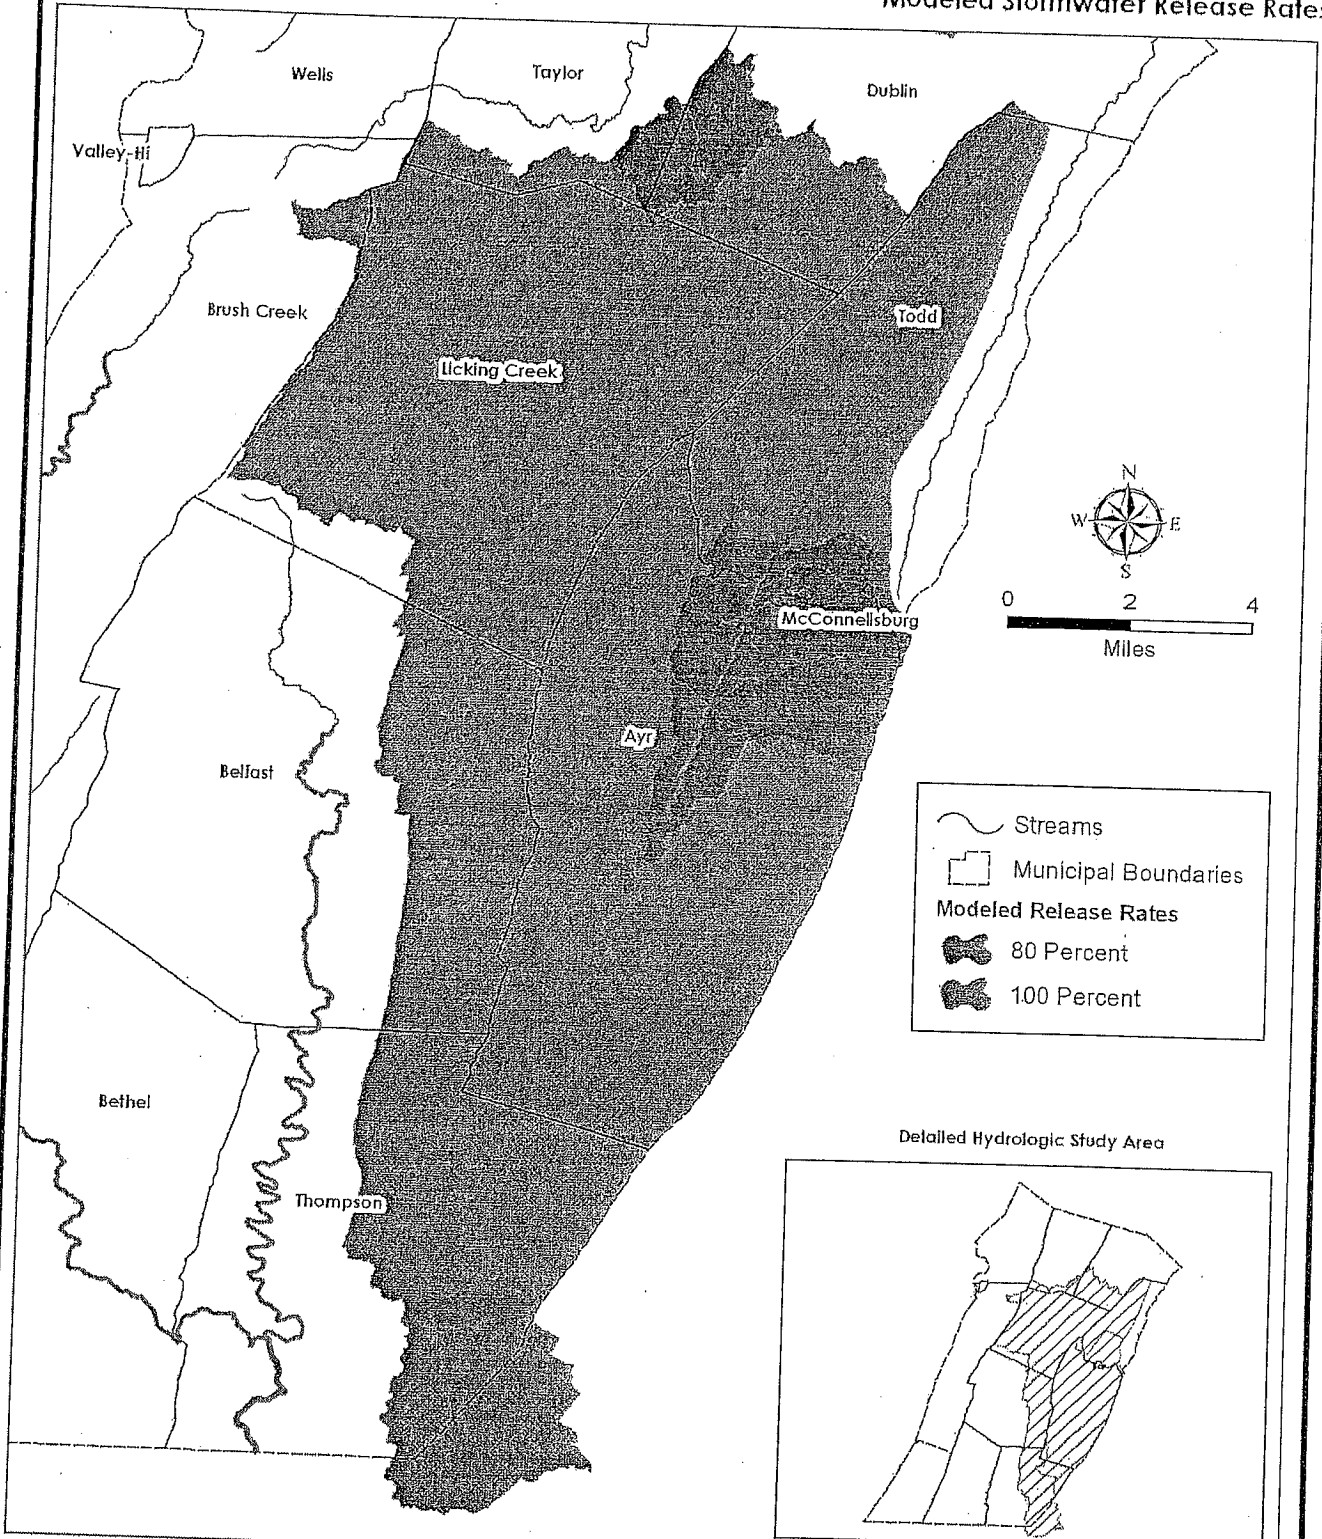 Modeled Stormwater Release Rates
Wells
Taylor
Dublin
Valley-Hi
Brush Creek
Todd
Licking Creek
N
W E
S
0 2 4
Miles
McConnellsburg
Ayr
Belfast
Streams
Municipal Boundaries
Modeled Release Rates
80 Percent
100 Percent
Bethel
Detailed Hydrologic Study Area
Thompson